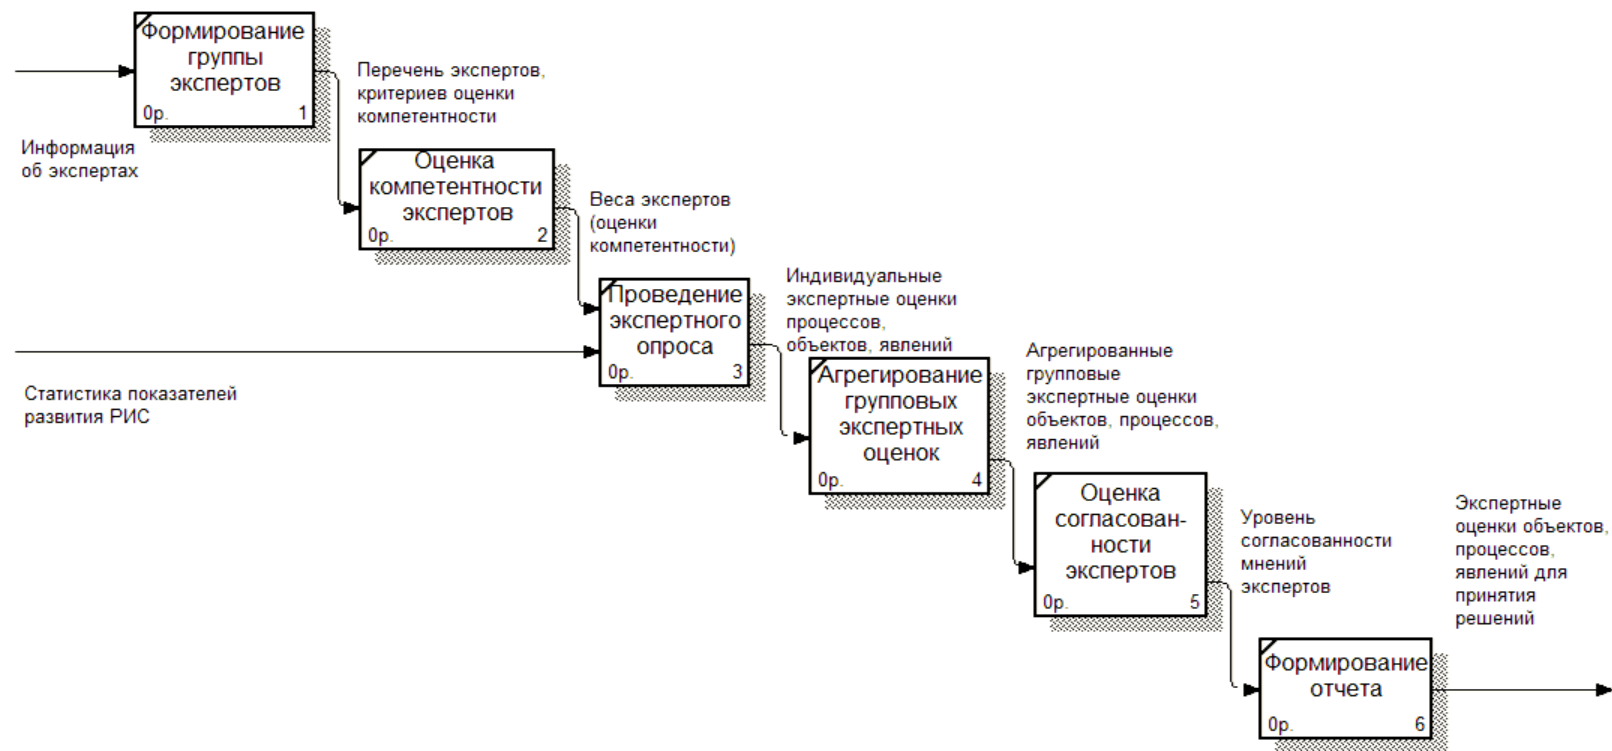 Формирование
группы
экспертов
0р. 1
Информация
об экспертах
Перечень экспертов,
критериев оценки
компетентности
Оценка
компетентности
экспертов
0р. 2
Веса экспертов
(оценки
компетентности)
Проведение
экспертного
опроса
0р. 3
Статистика показателей
развития РИС
Индивидуальные
экспертные оценки
процессов,
объектов, явлений
Агрегирование
групповых
экспертных
оценок
0р. 4
Агрегированные
групповые
экспертные оценки
объектов, процессов,
явлений
Оценка
согласован-
ности
экспертов
0р. 5
Уровень
согласованности
мнений
экспертов
Формирование
отчета
0р. 6
Экспертные
оценки объектов,
процессов,
явлений для
принятия
решений